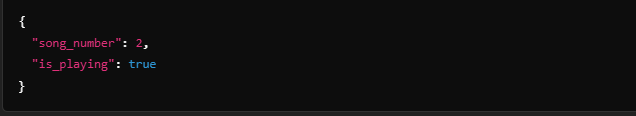 {
  "song_number": 2,
  "is_playing": true
}